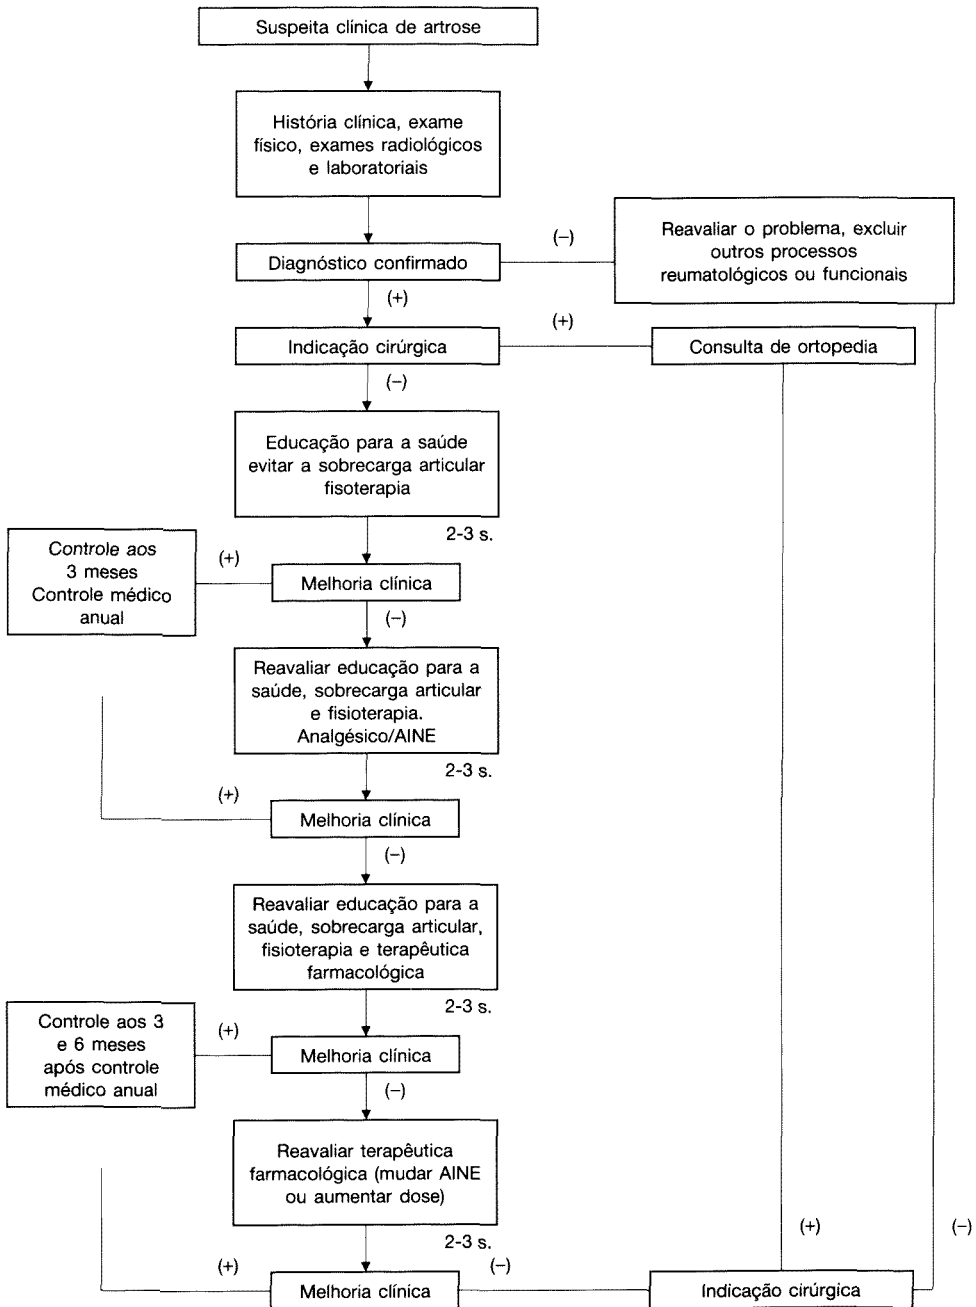 Suspeita clínica de artrose
História clínica, exame
físico, exames radiológicos
e laboratoriais
Diagnóstico confirmado
(–)
Reavaliar o problema, excluir
outros processos
reumatológicos ou funcionais
(+)
Indicação cirúrgica
(+)
Consulta de ortopedia
(–)
Educação para a saúde
evitar a sobrecarga articular
fisoterapia
2-3 s.
Controle aos
3 meses
Controle médico
anual
(+)
Melhoria clínica
(–)
Reavaliar educação para a
saúde, sobrecarga articular
e fisioterapia.
Analgésico/AINE
2-3 s.
(+)
Melhoria clínica
(–)
Reavaliar educação para a
saúde, sobrecarga articular,
fisioterapia e terapêutica
farmacológica
2-3 s.
Controle aos 3
e 6 meses
após controle
médico anual
(+)
Melhoria clínica
(–)
Reavaliar terapêutica
farmacológica (mudar AINE
ou aumentar dose)
2-3 s.
(+)
Melhoria clínica
(–)
Indicação cirúrgica
(+)
(–)